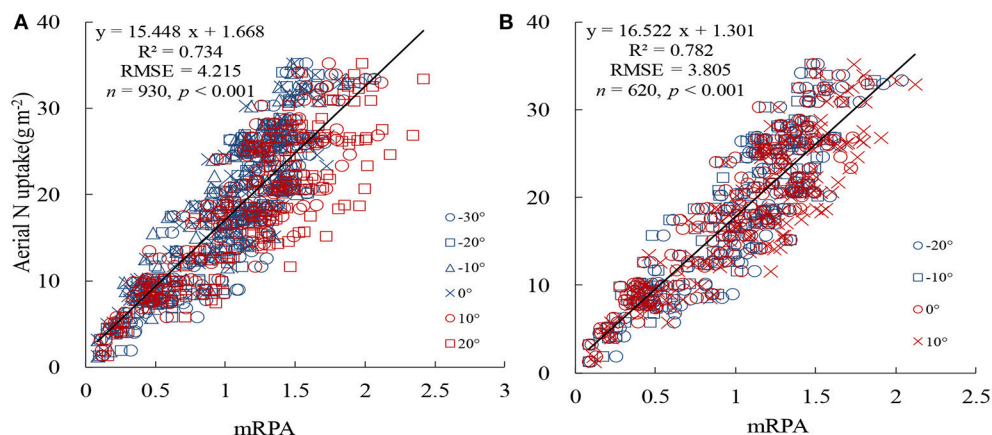 A
y = 15.448 x + 1.668
R² = 0.734
RMSE = 4.215
n = 930, p < 0.001
Aerial N uptake(gm⁻²)
40
30
20
10
0
0
0.5
1
1.5
2
2.5
3
mRPA
-30°
-20°
-10°
0°
10°
20°
B
y = 16.522 x + 1.301
R² = 0.782
RMSE = 3.805
n = 620, p < 0.001
40
30
20
10
0
0
0.5
1
1.5
2
2.5
mRPA
-20°
-10°
0°
10°